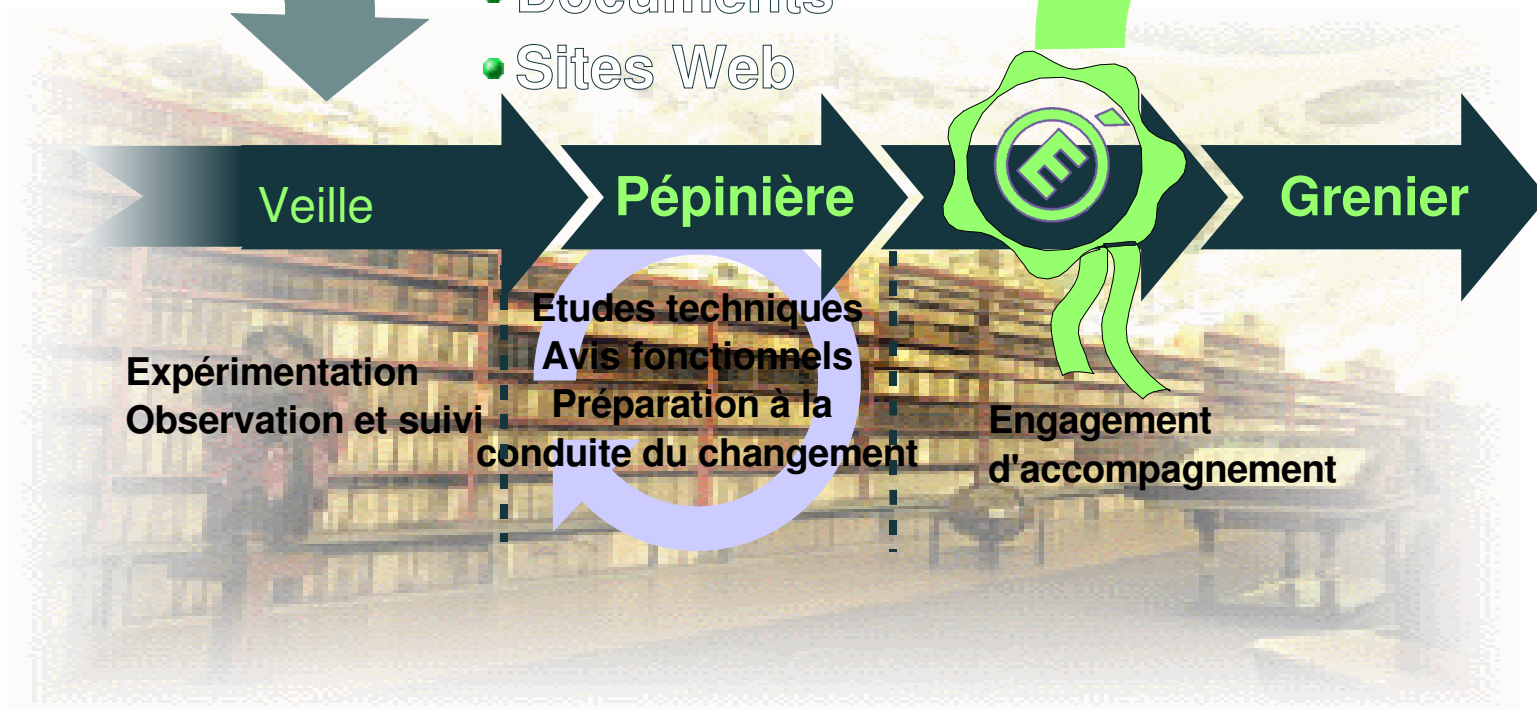 Documents
Sites Web
Veille
Pépinière
É
Grenier
Etudes techniques
Avis fonctionnels
Préparation à la
conduite du changement
Expérimentation
Observation et suivi
Engagement
d'accompagnement